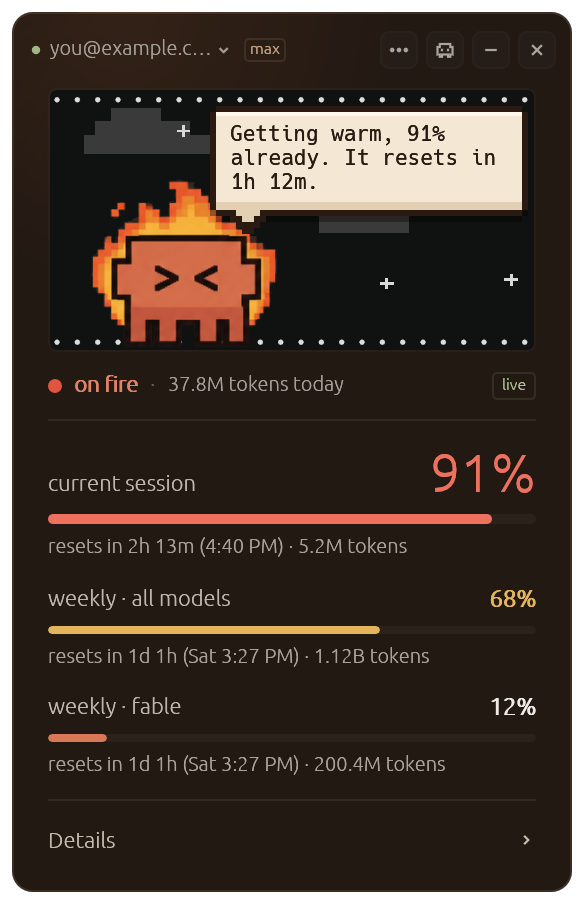 you@example.c...
max
Getting warm, 91%
already. It resets in
1h 12m.
on fire · 37.8M tokens today
live
current session
91%
resets in 2h 13m (4:40 PM) · 5.2M tokens
weekly · all models
68%
resets in 1d 1h (Sat 3:27 PM) · 1.12B tokens
weekly · fable
12%
resets in 1d 1h (Sat 3:27 PM) · 200.4M tokens
Details